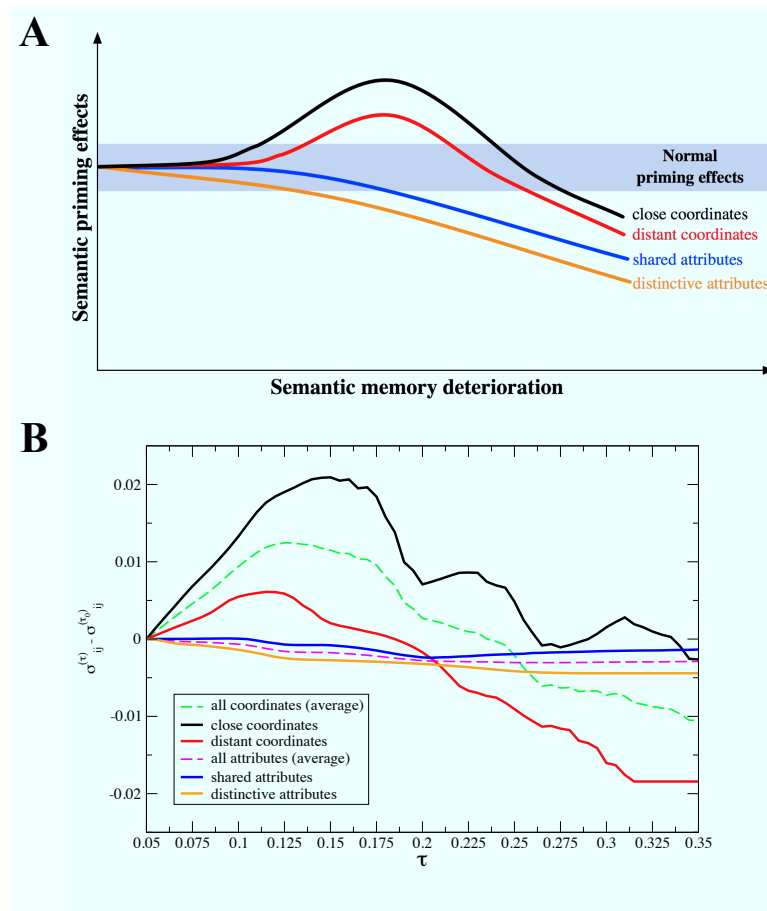 A
Semantic priming effects
Normal
priming effects
close coordinates
distant coordinates
shared attributes
distinctive attributes
Semantic memory deterioration
B
0.02
0.01
0
-0.01
-0.02
σ(τ)ij - σ(τ0)ij
all coordinates (average)
close coordinates
distant coordinates
all attributes (average)
shared attributes
distinctive attributes
0.05 0.075 0.1 0.125 0.15 0.175 0.2 0.225 0.25 0.275 0.3 0.325 0.35
τ